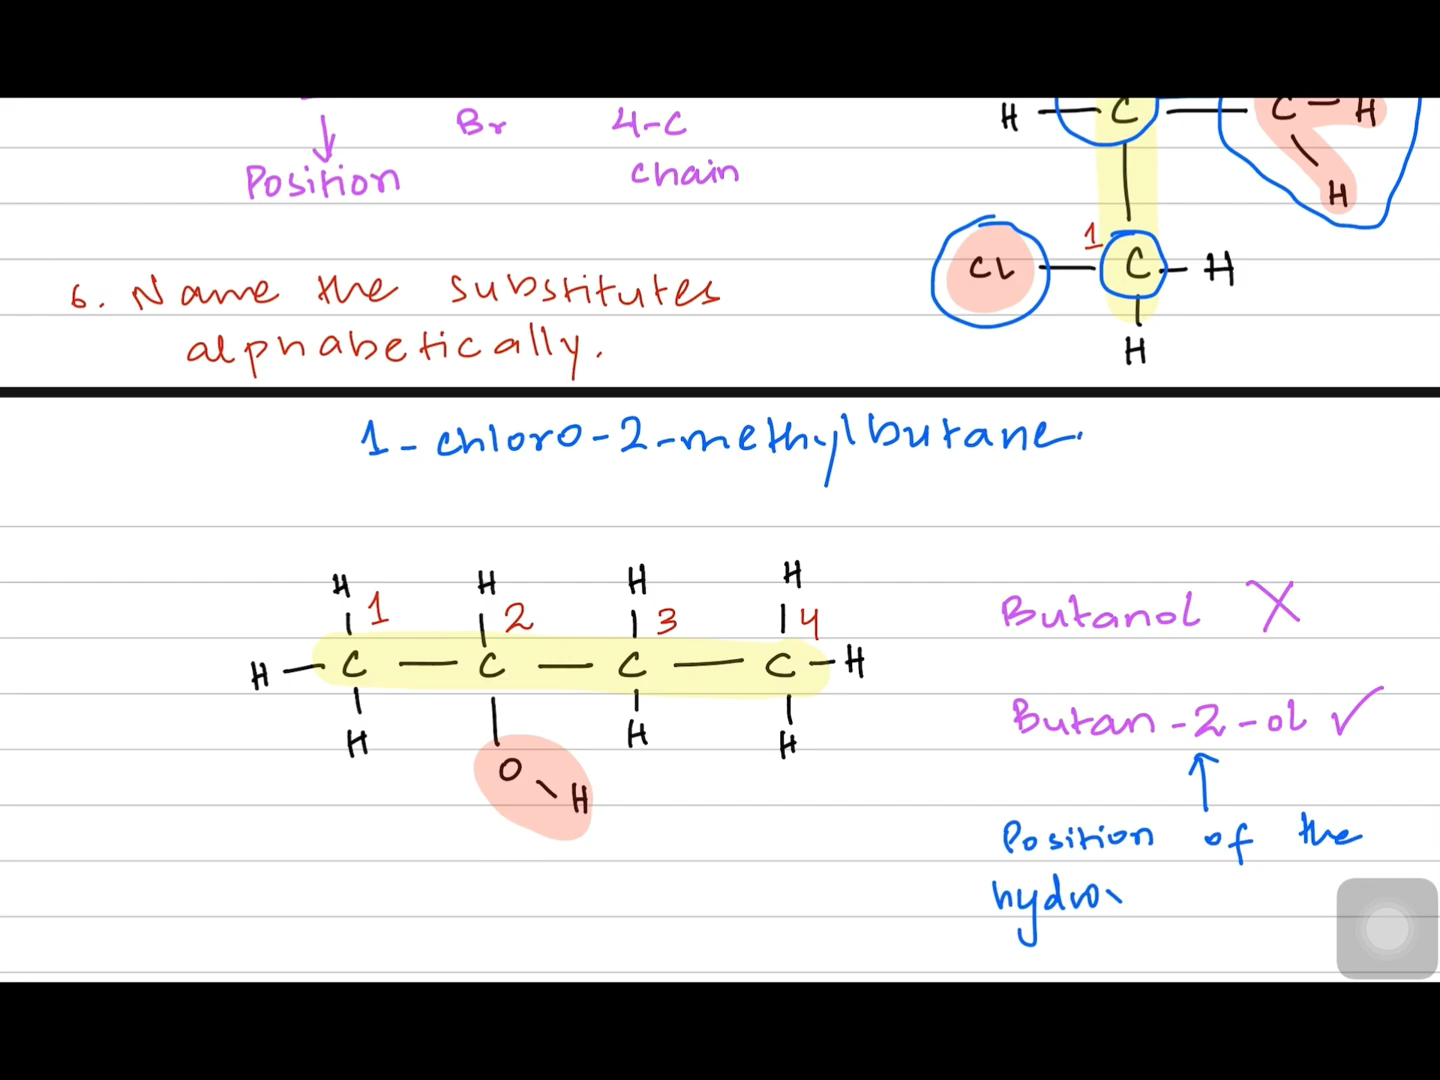 Br 4-C H — C — C — H
Position chain H
Cl — 1 C — H
6. Name the substitutes
alphabetically. H
1-chloro-2-methylbutane.
H H H H
1 2 3 4 Butanol X
H — C — C — C — C — H
H H H Butan-2-ol ✓
O
H
Position of the
hydro